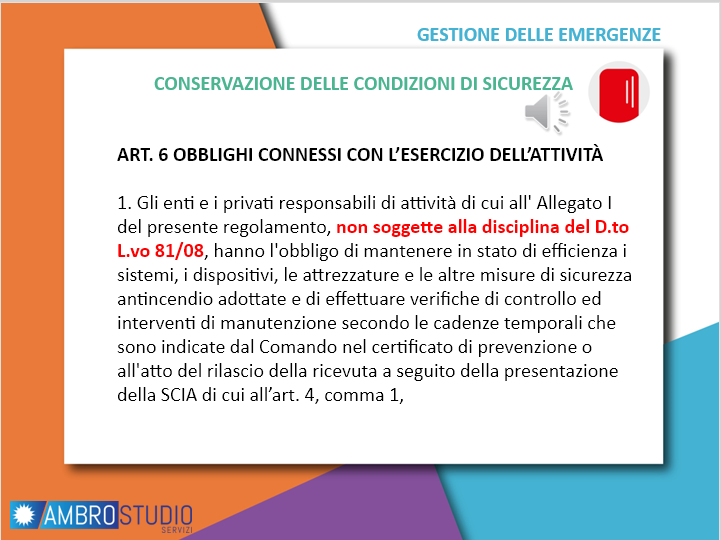 GESTIONE DELLE EMERGENZE
CONSERVAZIONE DELLE CONDIZIONI DI SICUREZZA
ART. 6 OBBLIGHI CONNESSI CON L’ESERCIZIO DELL’ATTIVITÀ
1. Gli enti e i privati responsabili di attività di cui all' Allegato I
del presente regolamento, non soggette alla disciplina del D.to
L.vo 81/08, hanno l'obbligo di mantenere in stato di efficienza i
sistemi, i dispositivi, le attrezzature e le altre misure di sicurezza
antincendio adottate e di effettuare verifiche di controllo ed
interventi di manutenzione secondo le cadenze temporali che
sono indicate dal Comando nel certificato di prevenzione o
all'atto del rilascio della ricevuta a seguito della presentazione
della SCIA di cui all’art. 4, comma 1,
AMBROSTUDIO
SERVIZI